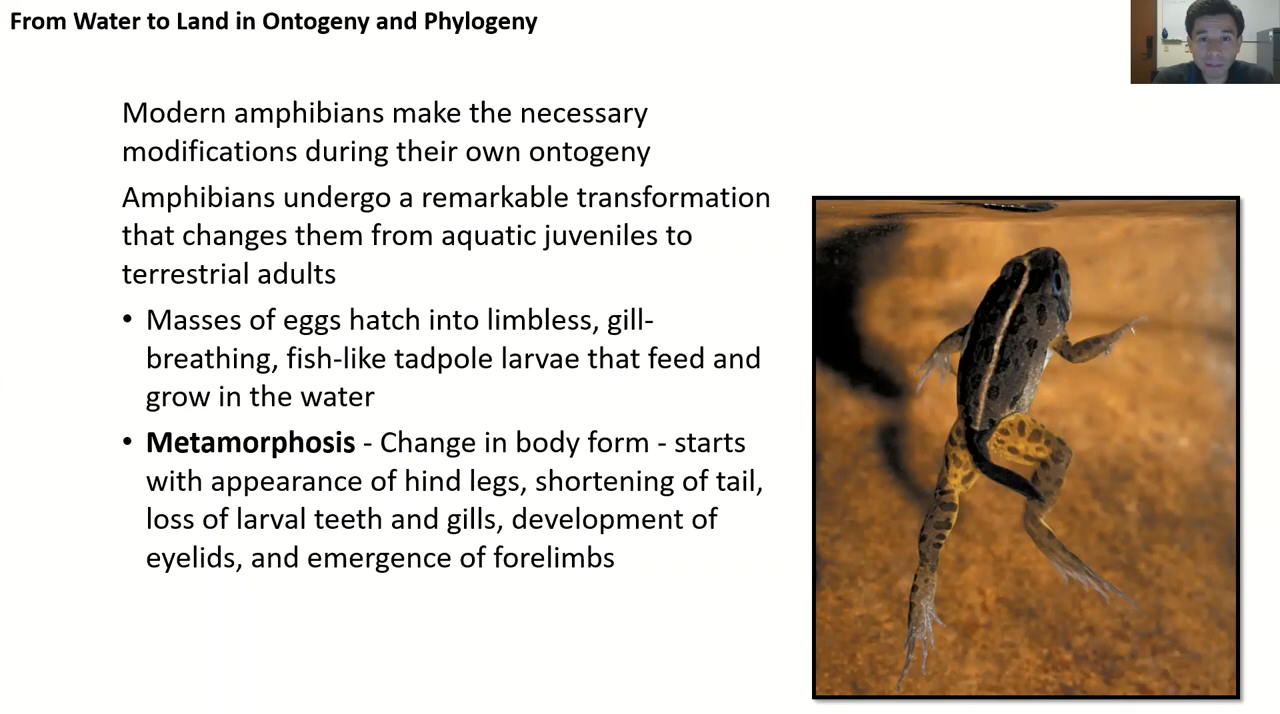 From Water to Land in Ontogeny and Phylogeny
Modern amphibians make the necessary
modifications during their own ontogeny
Amphibians undergo a remarkable transformation
that changes them from aquatic juveniles to
terrestrial adults
• Masses of eggs hatch into limbless, gill-
breathing, fish-like tadpole larvae that feed and
grow in the water
• Metamorphosis - Change in body form - starts
with appearance of hind legs, shortening of tail,
loss of larval teeth and gills, development of
eyelids, and emergence of forelimbs